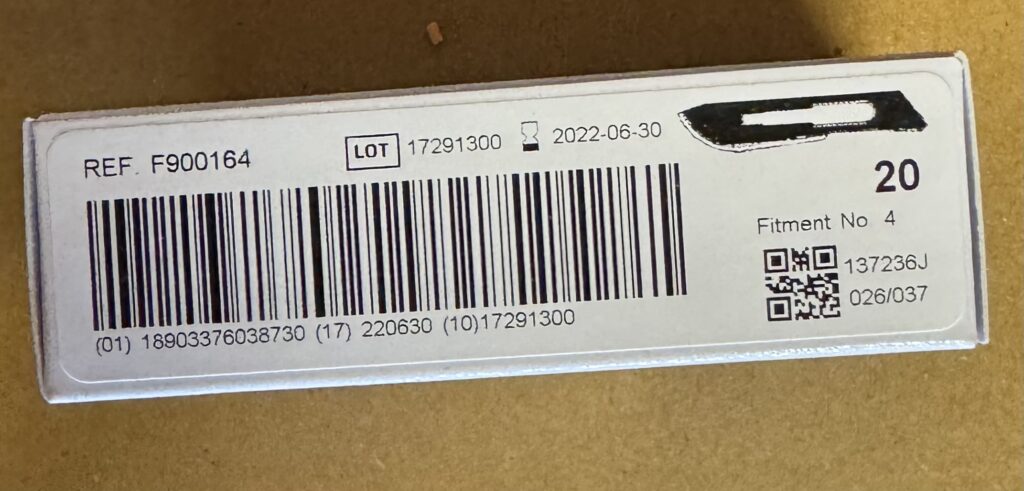 REF. F900164
LOT 17291300 2022-06-30
(01) 18903376038730 (17) 220630 (10)17291300
20
Fitment No 4
137236J
026/037